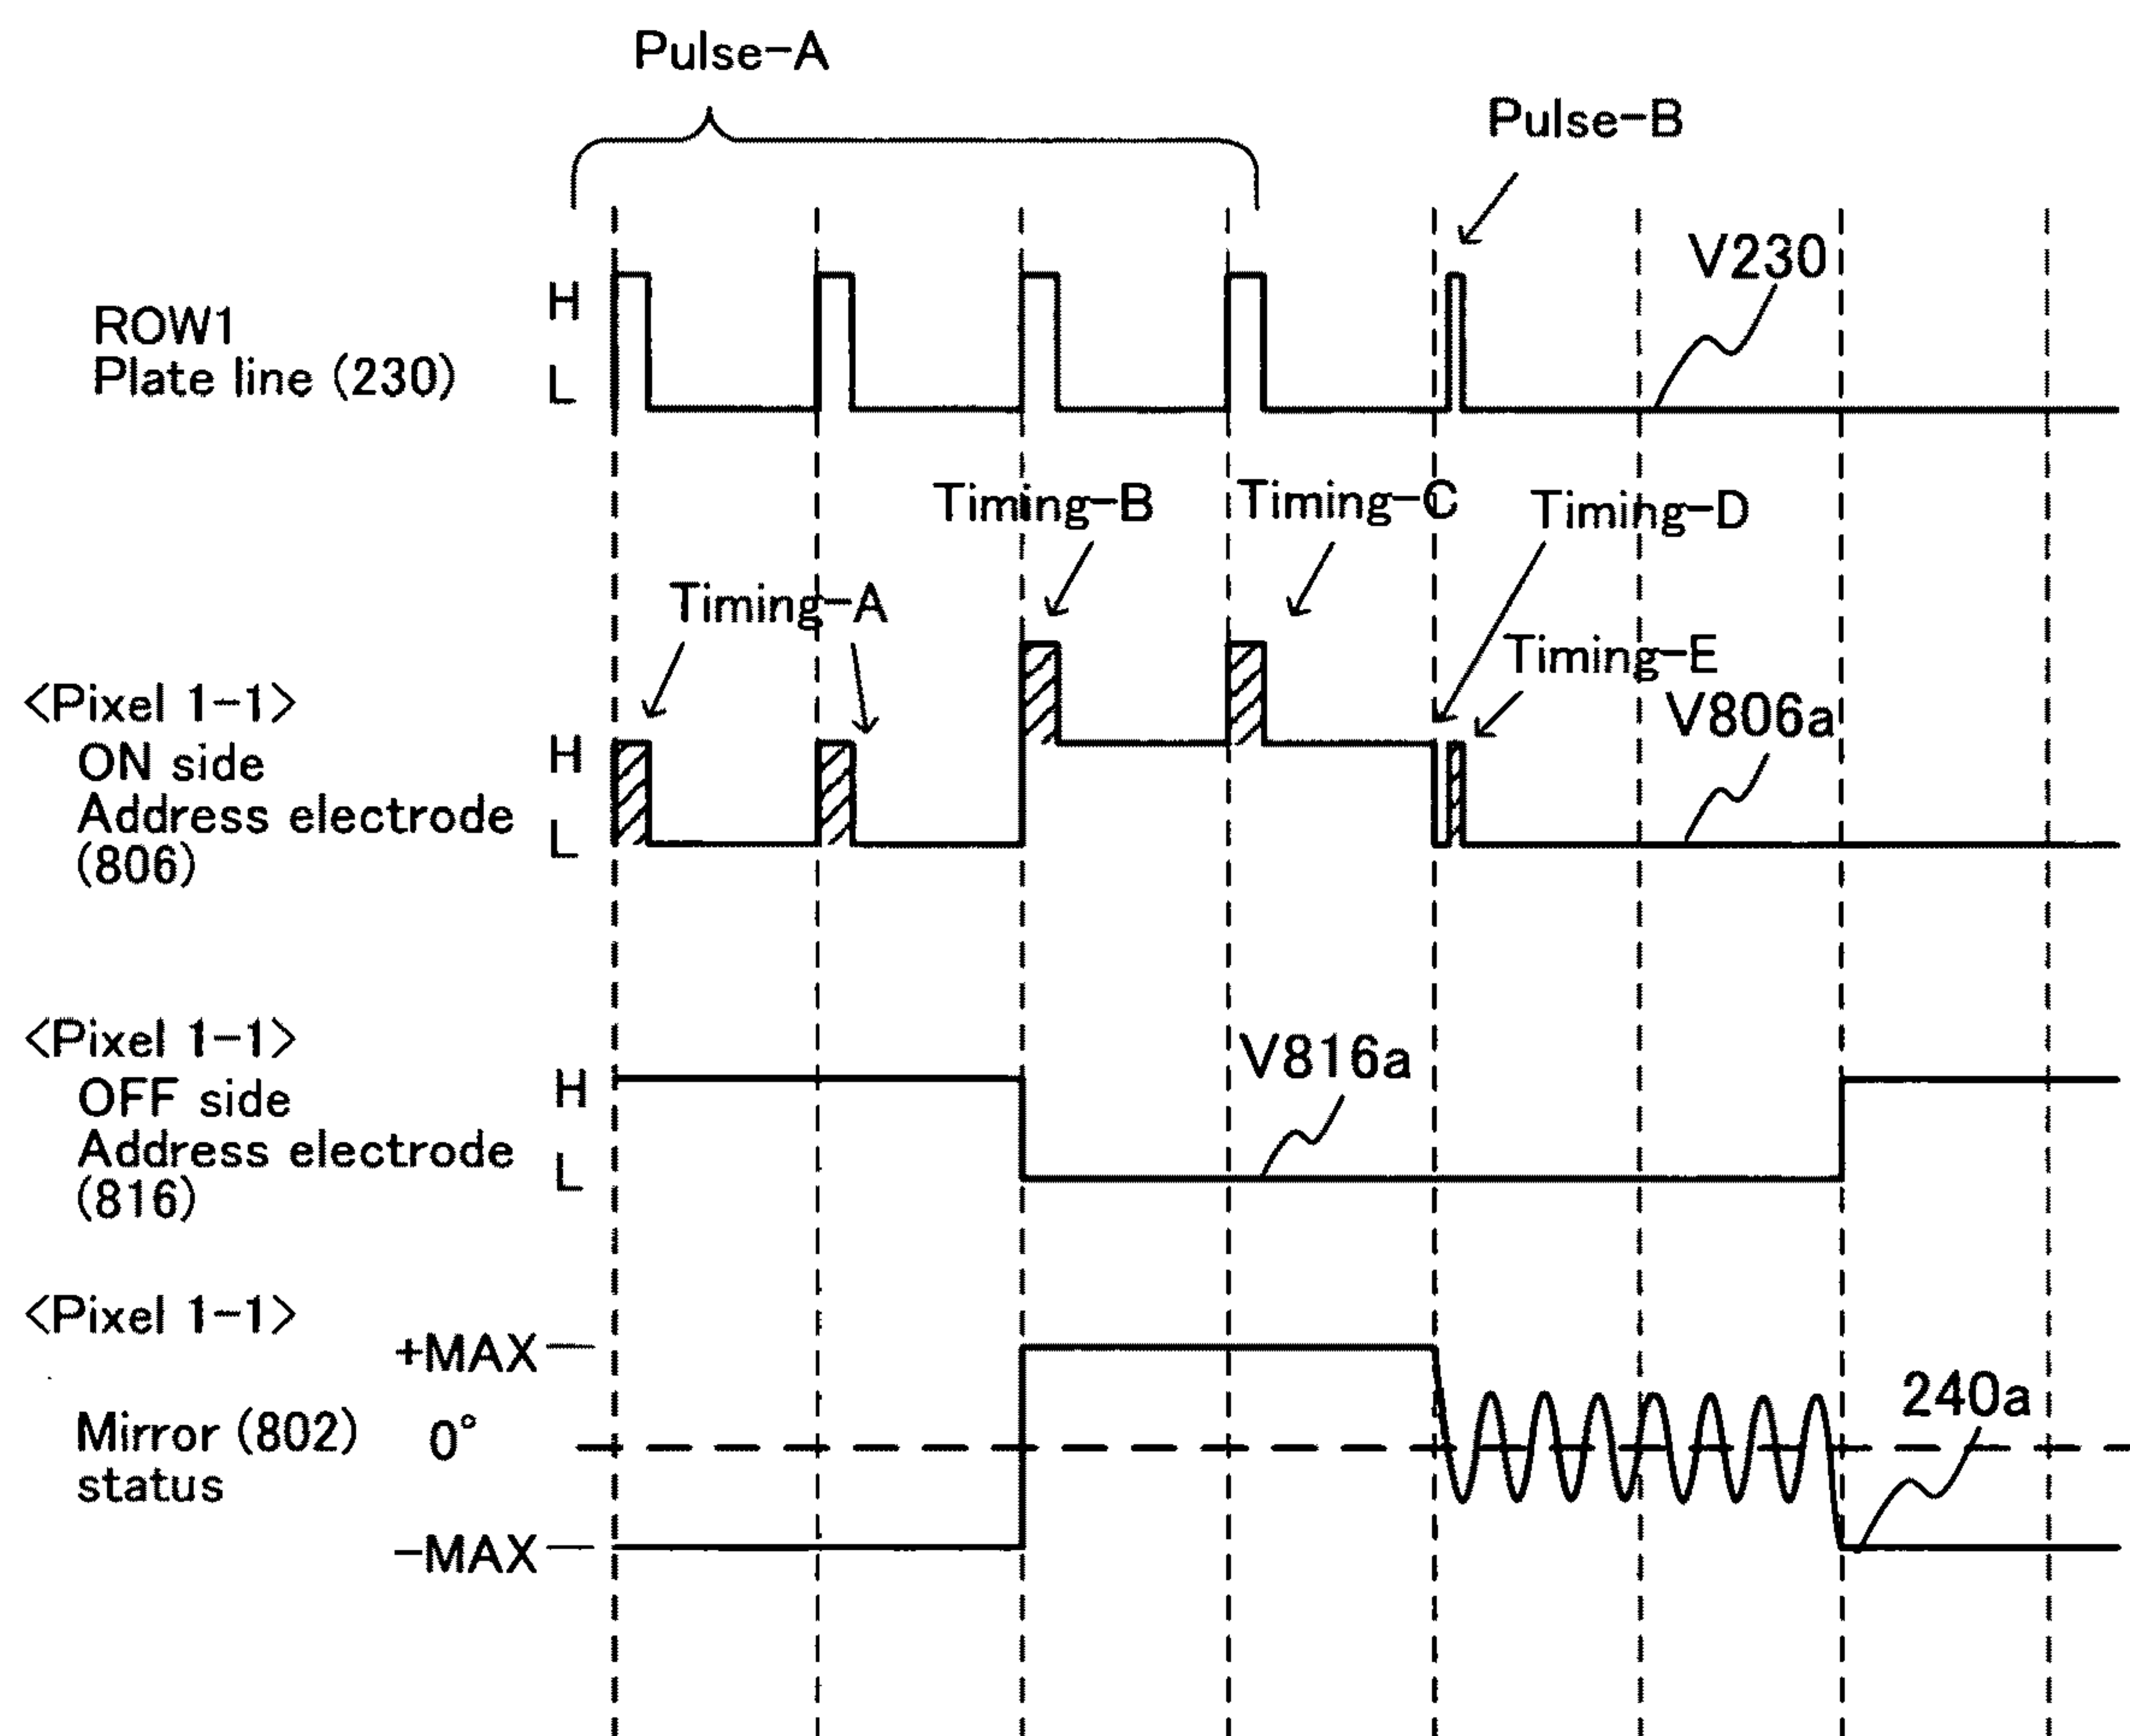 Pulse-A
Pulse-B
V230
H
ROW1
Plate line (230)
L
Timing-B
Timing-C
Timing-D
Timing-A
Timing-E
<Pixel 1-1>
V806a
ON side
H
Address electrode
L
(806)
<Pixel 1-1>
V816a
OFF side
H
Address electrode
L
(816)
<Pixel 1-1>
+MAX
240a
Mirror (802)
0°
status
-MAX